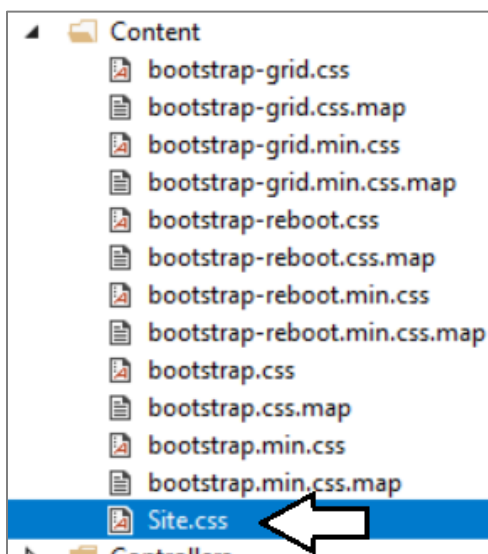 Content
bootstrap-grid.css
bootstrap-grid.css.map
bootstrap-grid.min.css
bootstrap-grid.min.css.map
bootstrap-reboot.css
bootstrap-reboot.css.map
bootstrap-reboot.min.css
bootstrap-reboot.min.css.map
bootstrap.css
bootstrap.css.map
bootstrap.min.css
bootstrap.min.css.map
Site.css
Controllers